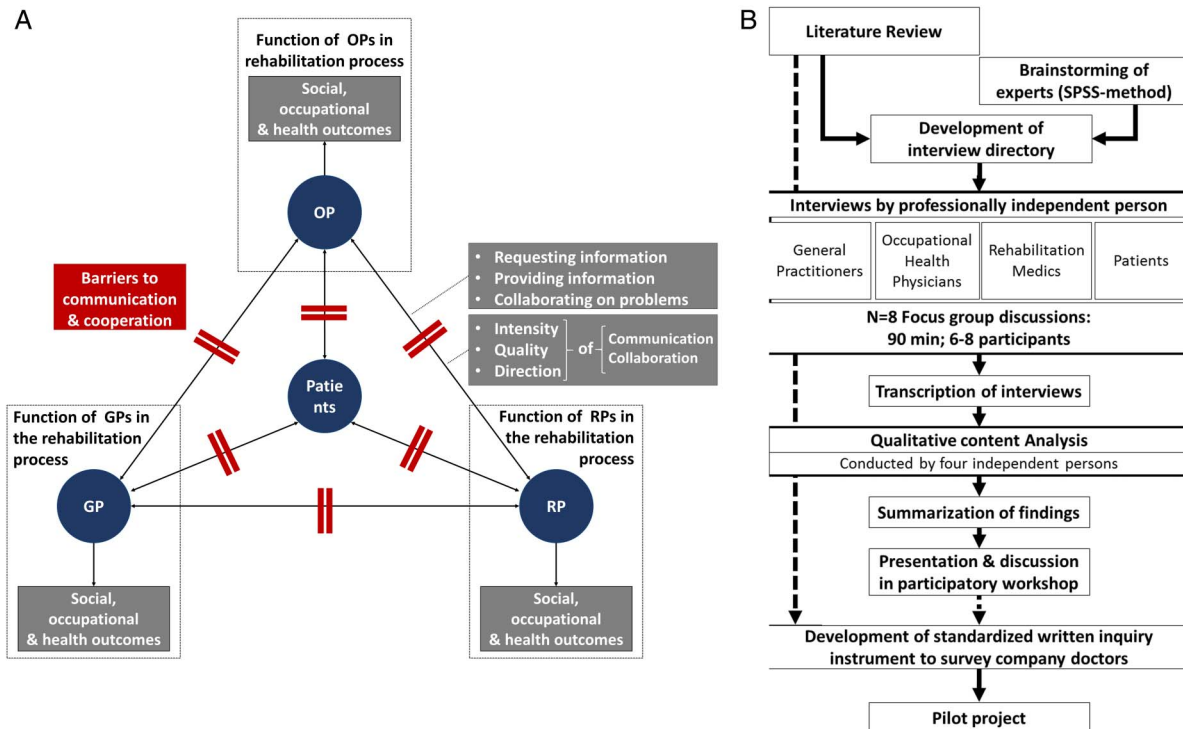 A
Function of OPs in
rehabilitation process
Social,
occupational
& health outcomes
OP
Barriers to
communication
& cooperation
• Requesting information
• Providing information
• Collaborating on problems
• Intensity
• Quality
• Direction
of
Communication
Collaboration
Patie
nts
Function of GPs in
the rehabilitation
process
GP
Social,
occupational
& health outcomes
Function of RPs in
the rehabilitation
process
RP
Social,
occupational
& health outcomes
B
Literature Review
Brainstorming of
experts (SPSS-method)
Development of
interview directory
Interviews by professionally independent person
General
Practitioners
Occupational
Health
Physicians
Rehabilitation
Medics
Patients
N=8 Focus group discussions:
90 min; 6-8 participants
Transcription of interviews
Qualitative content Analysis
Conducted by four independent persons
Summarization of findings
Presentation & discussion
in participatory workshop
Development of standardized written inquiry
instrument to survey company doctors
Pilot project